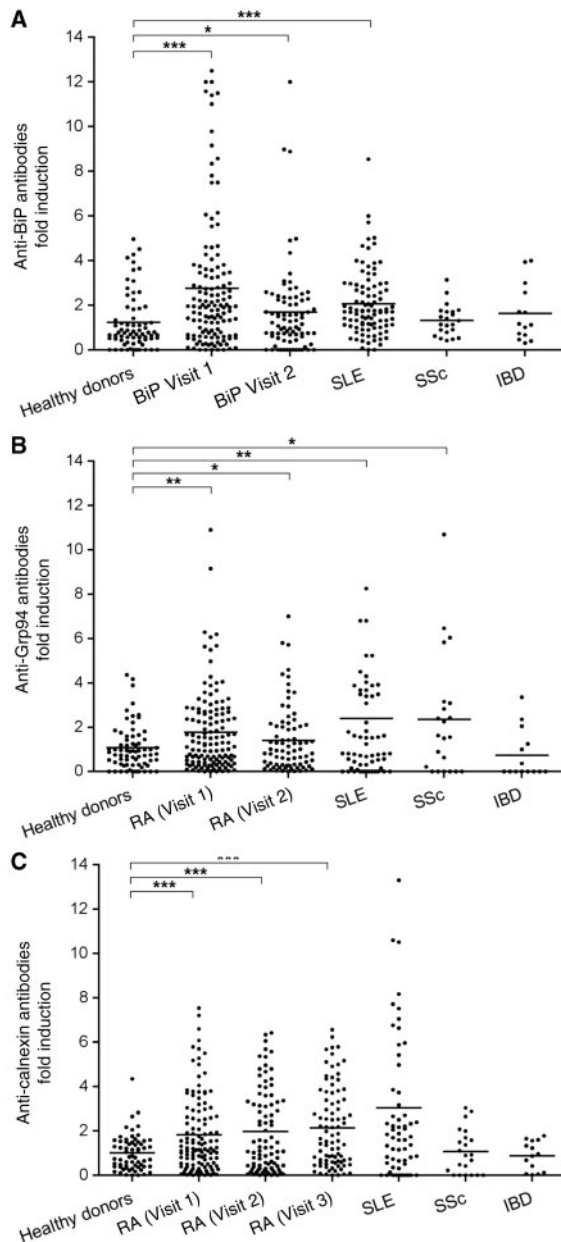 A
***
*
***
14
12
10
8
6
4
2
0
Anti-BiP antibodies
fold induction
Healthy donors
BiP Visit 1
BiP Visit 2
SLE
SSc
IBD
B
*
**
*
**
14
12
10
8
6
4
2
0
Anti-Grp94 antibodies
fold induction
Healthy donors
RA (Visit 1)
RA (Visit 2)
SLE
SSc
IBD
C
***
***
14
12
10
8
6
4
2
0
Anti-calnexin antibodies
fold induction
Healthy donors
RA (Visit 1)
RA (Visit 2)
RA (Visit 3)
SLE
SSc
IBD